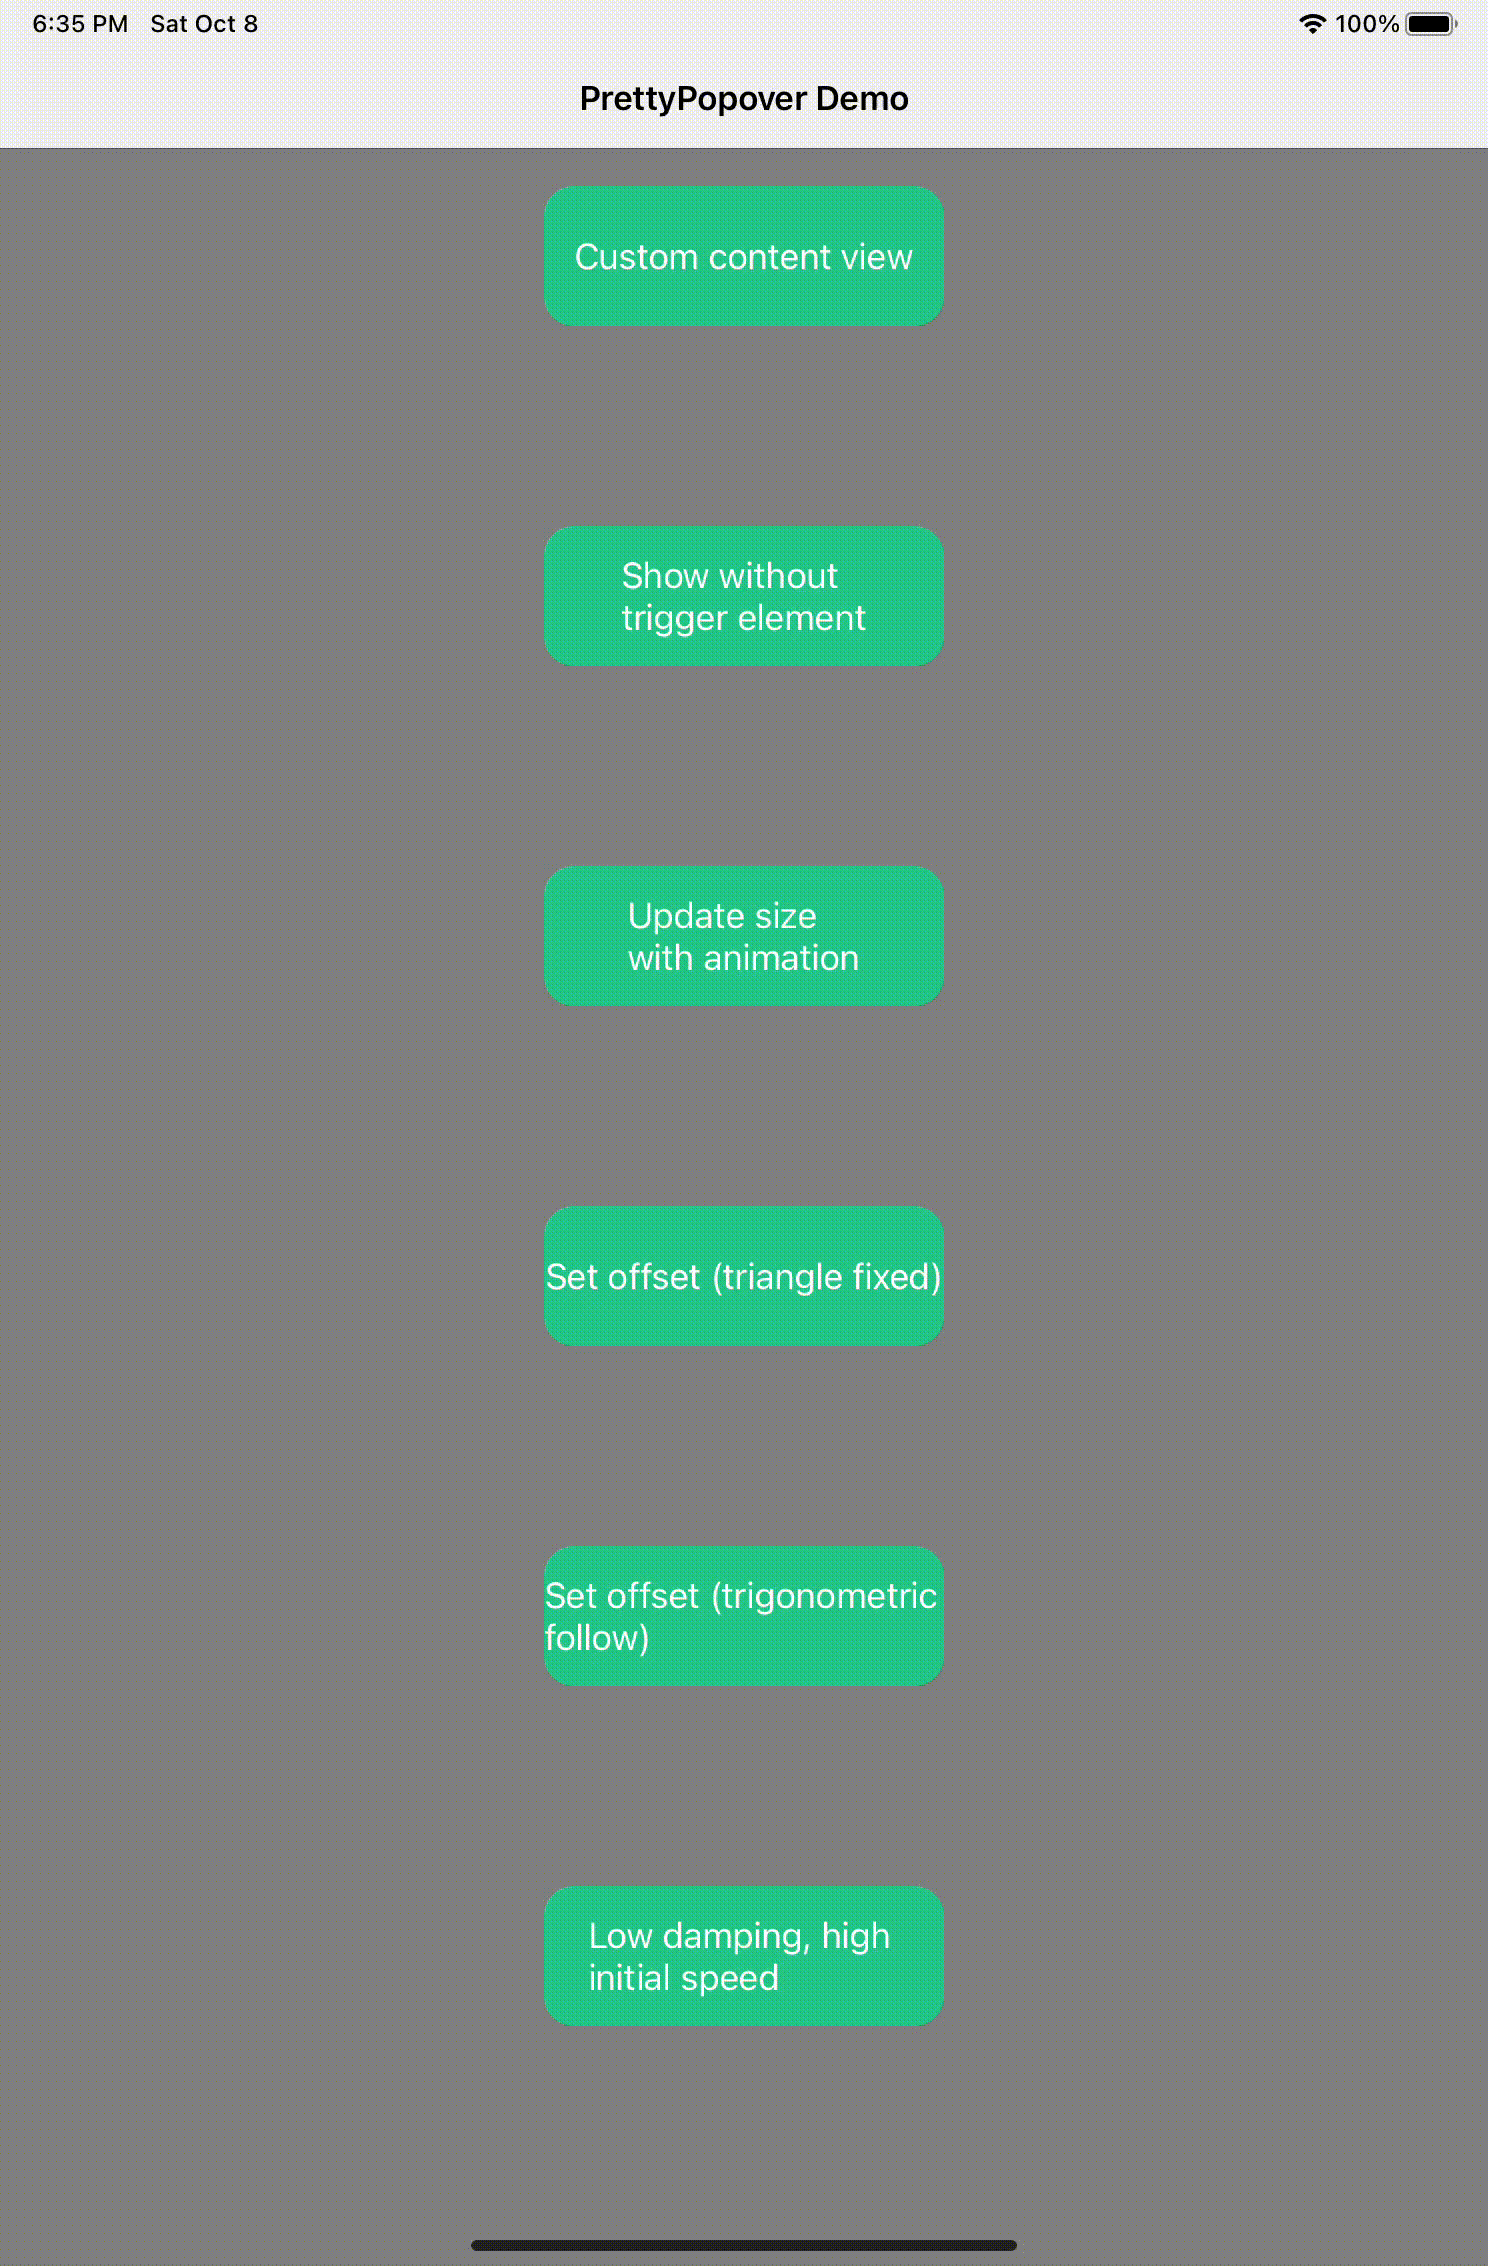 6:35 PM Sat Oct 8 100%
PrettyPopover Demo
Custom content view
Show without
trigger element
Update size
with animation
Set offset (triangle fixed)
Set offset (trigonometric
follow)
Low damping, high
initial speed